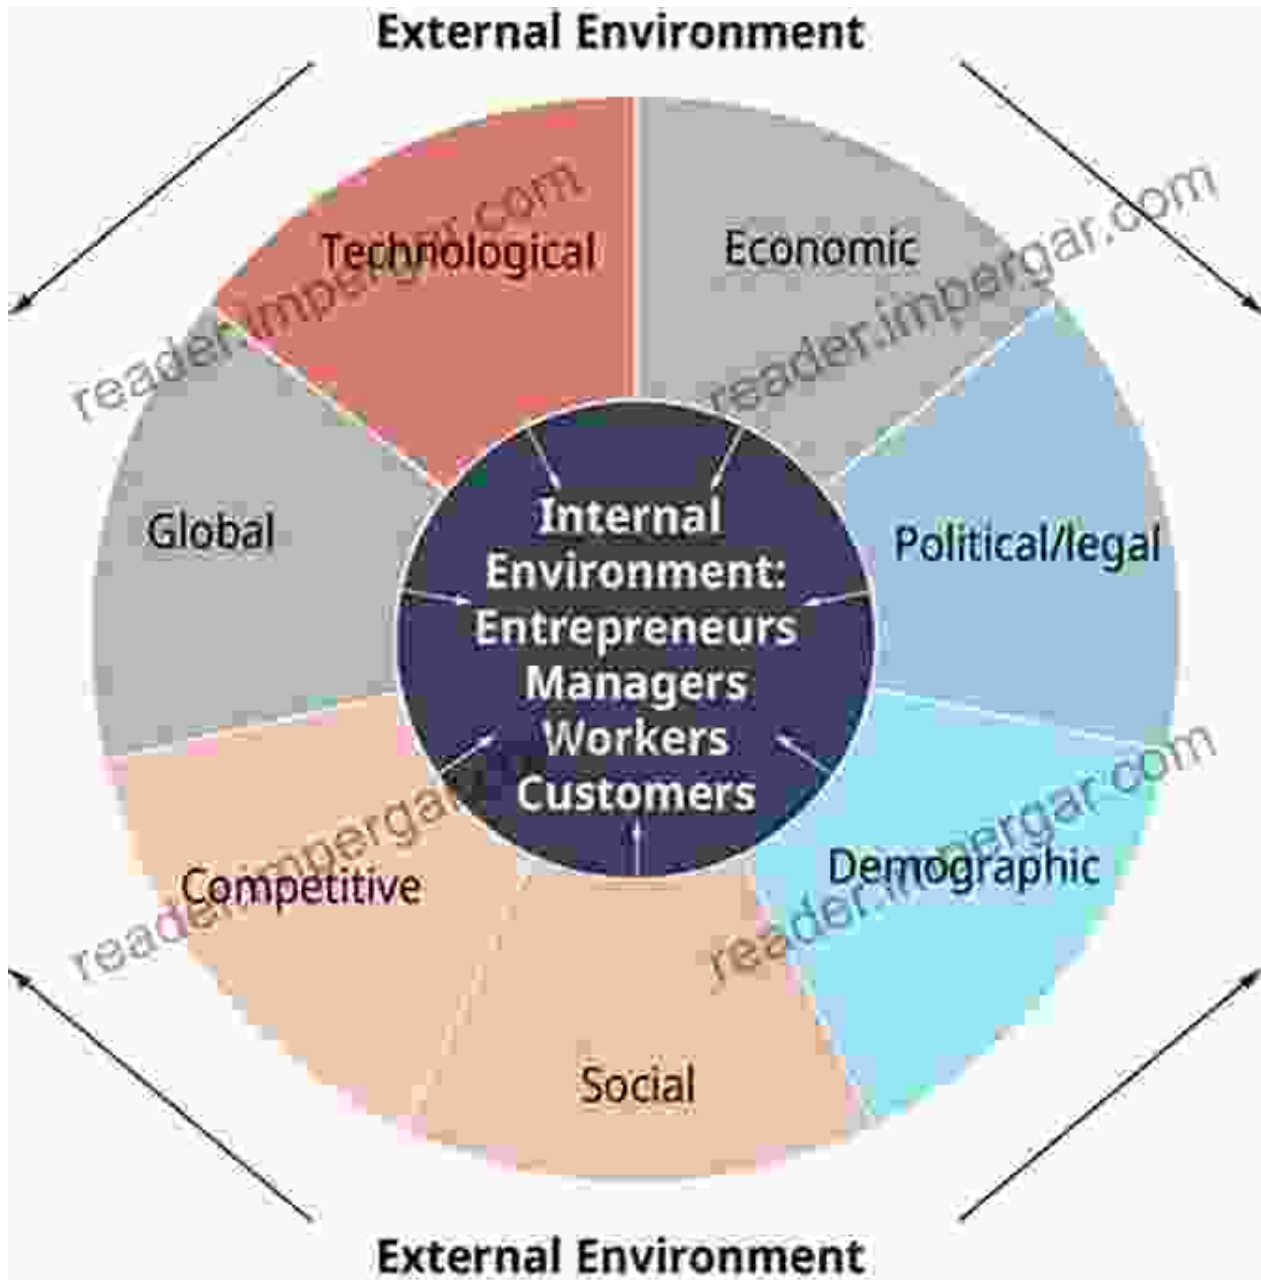 External Environment
Technological
Economic
Global
Political/legal
Internal
Environment:
Entrepreneurs
Managers
Workers
Customers
Competitive
Demographic
Social
External Environment
reader.impergar.com
reader.impergar.com
reader.impergar.com
reader.impergar.com